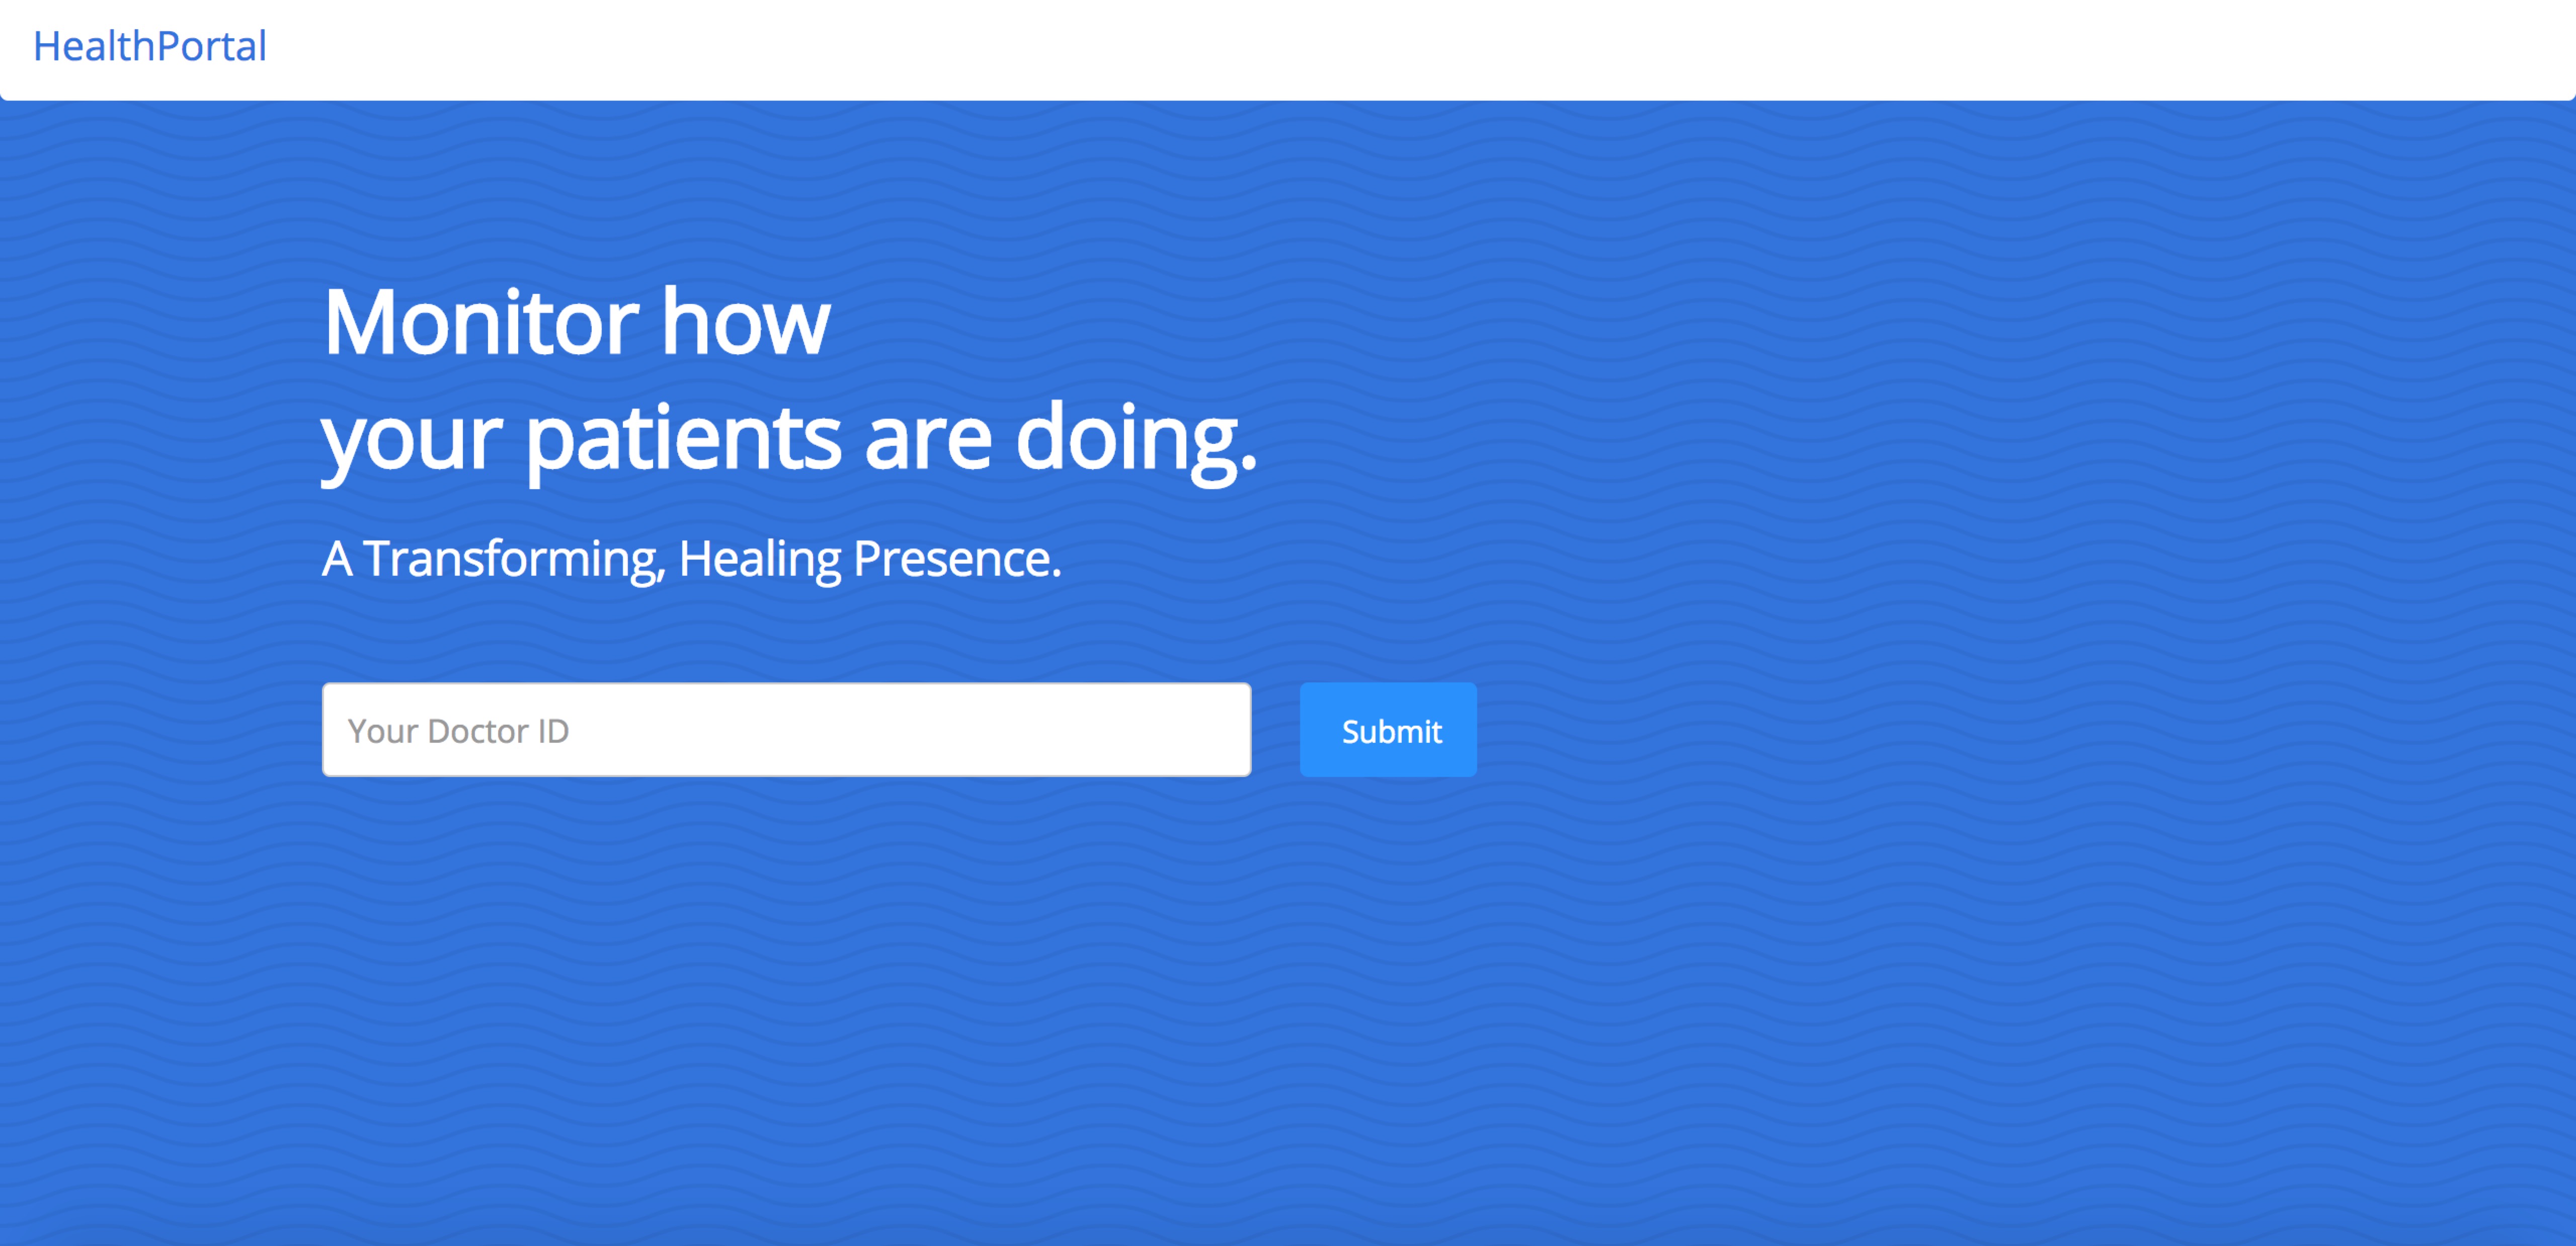 HealthPortal
Monitor how
your patients are doing.
A Transforming, Healing Presence.
Your Doctor ID
Submit